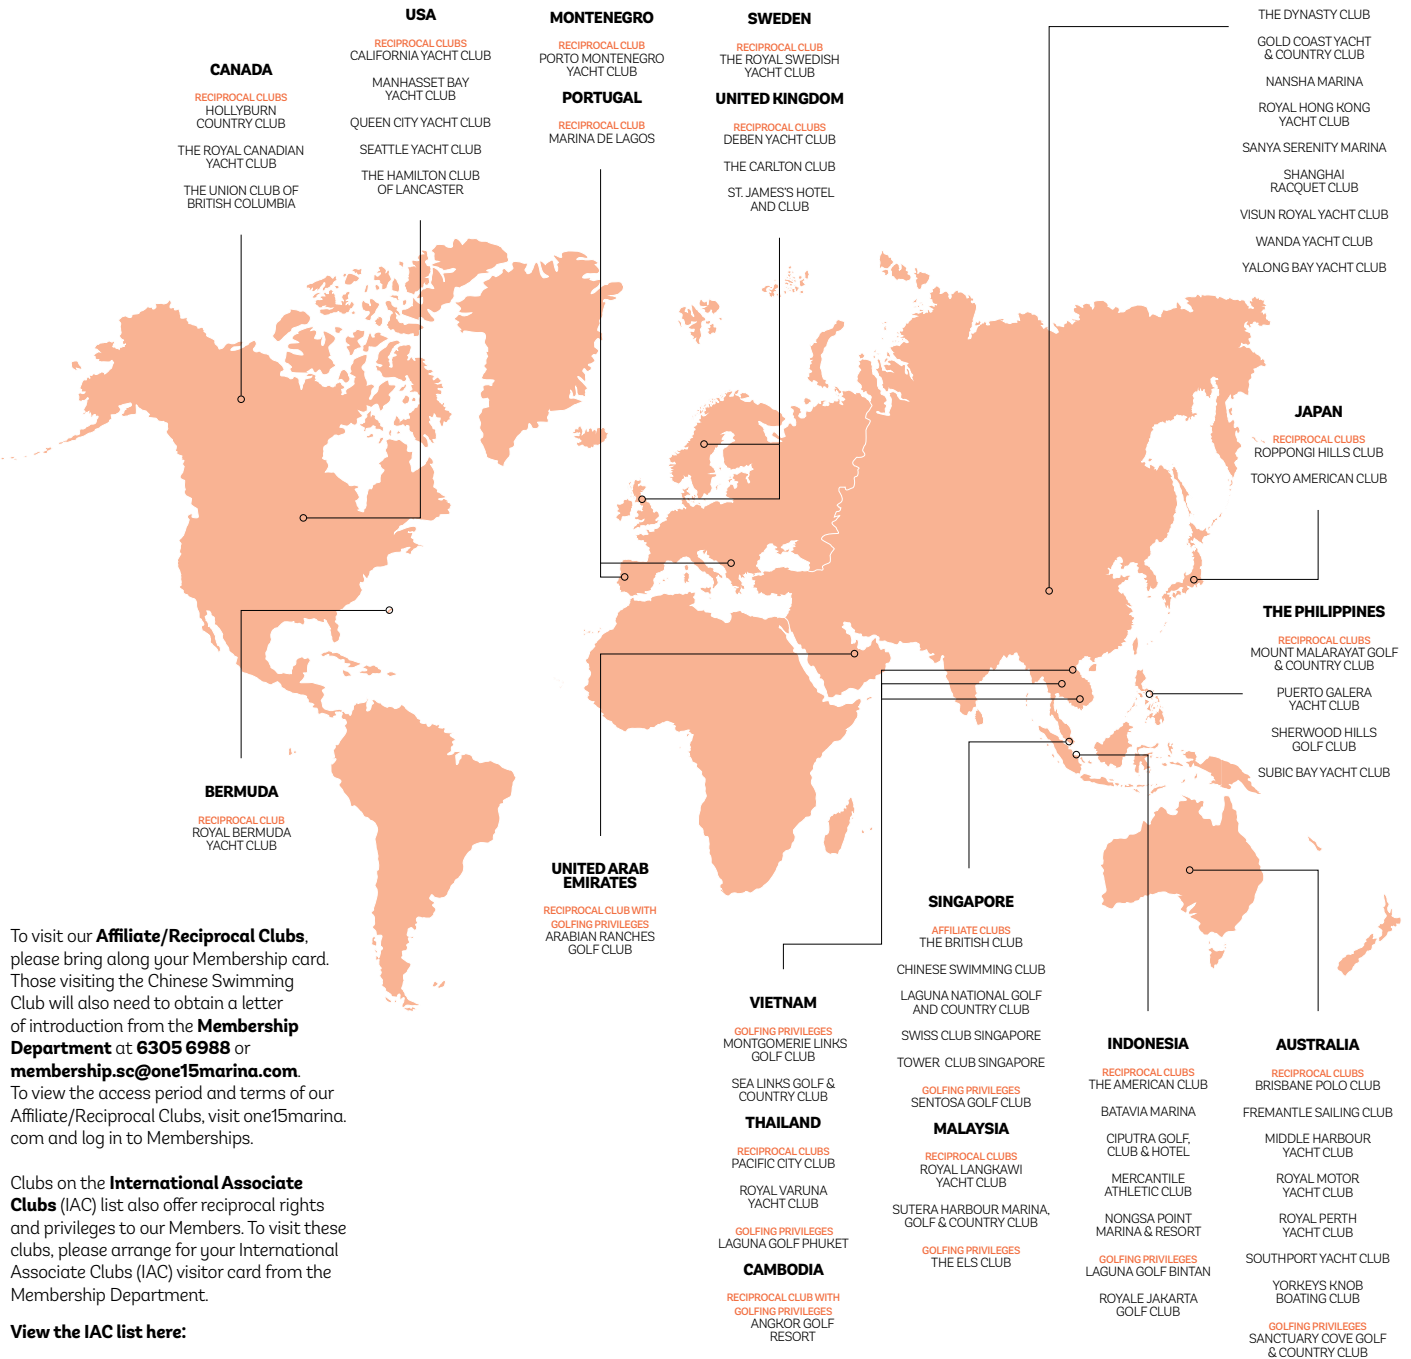 CANADA
RECIPROCAL CLUBS
HOLLYBURN
COUNTRY CLUB
THE ROYAL CANADIAN
YACHT CLUB
THE UNION CLUB OF
BRITISH COLUMBIA
USA
RECIPROCAL CLUBS
CALIFORNIA YACHT CLUB
MANHASSET BAY
YACHT CLUB
QUEEN CITY YACHT CLUB
SEATTLE YACHT CLUB
THE HAMILTON CLUB
OF LANCASTER
MONTENEGRO
RECIPROCAL CLUB
PORTO MONTENEGRO
YACHT CLUB
PORTUGAL
RECIPROCAL CLUB
MARINA DE LAGOS
SWEDEN
RECIPROCAL CLUB
THE ROYAL SWEDISH
YACHT CLUB
UNITED KINGDOM
RECIPROCAL CLUBS
DEBEN YACHT CLUB
THE CARLTON CLUB
ST. JAMES'S HOTEL
AND CLUB
THE DYNASTY CLUB
GOLD COAST YACHT
& COUNTRY CLUB
NANSHA MARINA
ROYAL HONG KONG
YACHT CLUB
SANYA SERENITY MARINA
SHANGHAI
RACQUET CLUB
VISUN ROYAL YACHT CLUB
WANDA YACHT CLUB
YALONG BAY YACHT CLUB
JAPAN
RECIPROCAL CLUBS
ROPPONGI HILLS CLUB
TOKYO AMERICAN CLUB
THE PHILIPPINES
RECIPROCAL CLUBS
MOUNT MALARAYAT GOLF
& COUNTRY CLUB
PUERTO GALERA
YACHT CLUB
SHERWOOD HILLS
GOLF CLUB
SUBIC BAY YACHT CLUB
BERMUDA
RECIPROCAL CLUB
ROYAL BERMUDA
YACHT CLUB
UNITED ARAB
EMIRATES
RECIPROCAL CLUB WITH
GOLFING PRIVILEGES
ARABIAN RANCHES
GOLF CLUB
VIETNAM
GOLFING PRIVILEGES
MONTGOMERIE LINKS
GOLF CLUB
SEA LINKS GOLF &
COUNTRY CLUB
THAILAND
RECIPROCAL CLUBS
PACIFIC CITY CLUB
ROYAL VARUNA
YACHT CLUB
GOLFING PRIVILEGES
LAGUNA GOLF PHUKET
CAMBODIA
RECIPROCAL CLUB WITH
GOLFING PRIVILEGES
ANGKOR GOLF
RESORT
SINGAPORE
AFFILIATE CLUBS
THE BRITISH CLUB
CHINESE SWIMMING CLUB
LAGUNA NATIONAL GOLF
AND COUNTRY CLUB
SWISS CLUB SINGAPORE
TOWER CLUB SINGAPORE
GOLFING PRIVILEGES
SENTOSA GOLF CLUB
MALAYSIA
RECIPROCAL CLUBS
ROYAL LANGKAWI
YACHT CLUB
SUTERA HARBOUR MARINA,
GOLF & COUNTRY CLUB
GOLFING PRIVILEGES
THE ELS CLUB
INDONESIA
RECIPROCAL CLUBS
THE AMERICAN CLUB
BATAVIA MARINA
CIPUTRA GOLF,
CLUB & HOTEL
MERCANTILE
ATHLETIC CLUB
NONGSA POINT
MARINA & RESORT
GOLFING PRIVILEGES
LAGUNA GOLF BINTAN
ROYALE JAKARTA
GOLF CLUB
AUSTRALIA
RECIPROCAL CLUBS
BRISBANE POLO CLUB
FREMANTLE SAILING CLUB
MIDDLE HARBOUR
YACHT CLUB
ROYAL MOTOR
YACHT CLUB
ROYAL PERTH
YACHT CLUB
SOUTHPORT YACHT CLUB
YORKEYS KNOB
BOATING CLUB
GOLFING PRIVILEGES
SANCTUARY COVE GOLF
& COUNTRY CLUB
To visit our Affiliate/Reciprocal Clubs,
please bring along your Membership card.
Those visiting the Chinese Swimming
Club will also need to obtain a letter
of introduction from the Membership
Department at 6305 6988 or
membership.sc@one15marina.com.
To view the access period and terms of our
Affiliate/Reciprocal Clubs, visit one15marina.
com and log in to Memberships.
Clubs on the International Associate
Clubs (IAC) list also offer reciprocal rights
and privileges to our Members. To visit these
clubs, please arrange for your International
Associate Clubs (IAC) visitor card from the
Membership Department.
View the IAC list here: